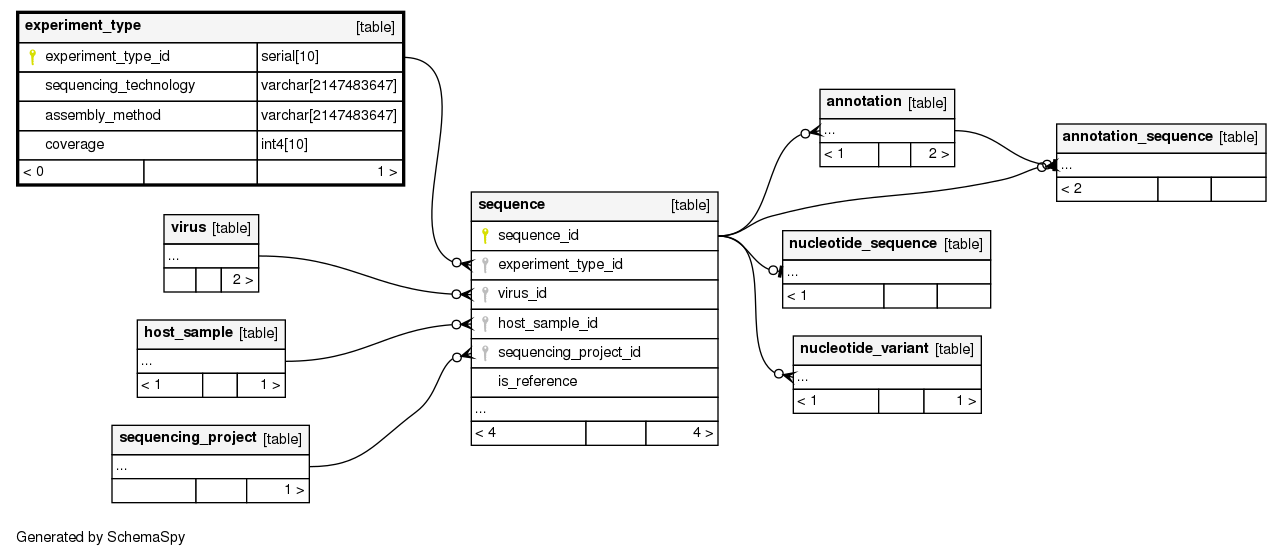 experiment_type [table]
experiment_type_id serial[10]
sequencing_technology varchar[2147483647]
assembly_method varchar[2147483647]
coverage int4[10]
< 0 1 >
virus [table]
...
2 >
host_sample [table]
...
< 1 1 >
sequencing_project [table]
...
1 >
sequence [table]
sequence_id
experiment_type_id
virus_id
host_sample_id
sequencing_project_id
is_reference
...
< 4 4 >
annotation [table]
...
< 1 2 >
annotation_sequence [table]
...
< 2
nucleotide_sequence [table]
...
< 1
nucleotide_variant [table]
...
< 1 1 >
Generated by SchemaSpy